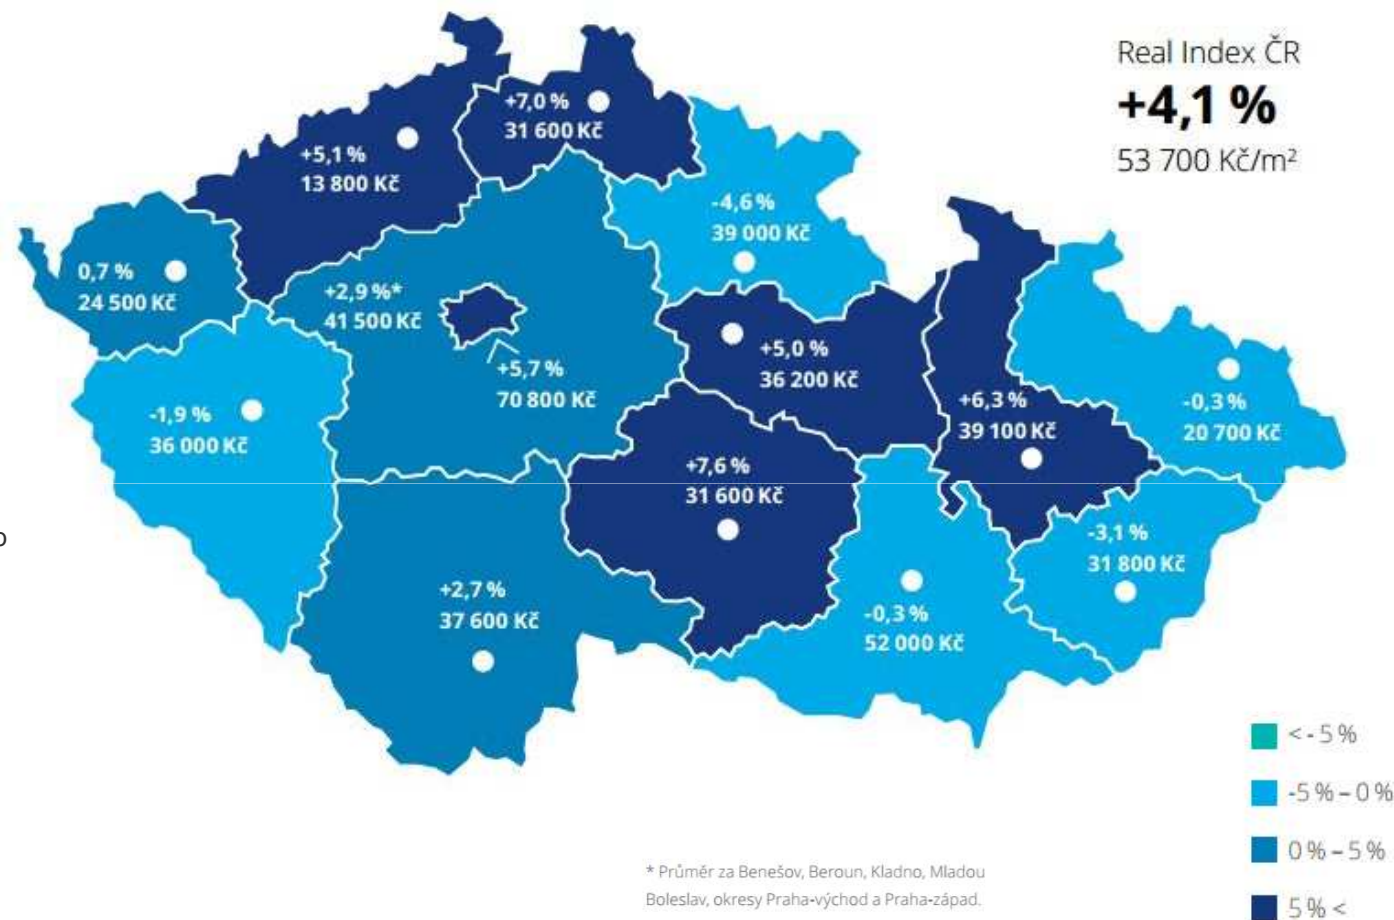 Real Index ČR
+4,1 %
53 700 Kč/m²
+7,0 %
31 600 Kč
+5,1 %
13 800 Kč
-4,6 %
39 000 Kč
0,7 %
24 500 Kč
+2,9 %*
41 500 Kč
+5,7 %
70 800 Kč
+5,0 %
36 200 Kč
+6,3 %
39 100 Kč
-0,3 %
20 700 Kč
-1,9 %
36 000 Kč
+7,6 %
31 600 Kč
-3,1 %
31 800 Kč
+2,7 %
37 600 Kč
-0,3 %
52 000 Kč
< - 5 %
-5 % – 0 %
0 % – 5 %
5 % <
* Průměr za Benešov, Beroun, Kladno, Mladou
Boleslav, okresy Praha-východ a Praha-západ.